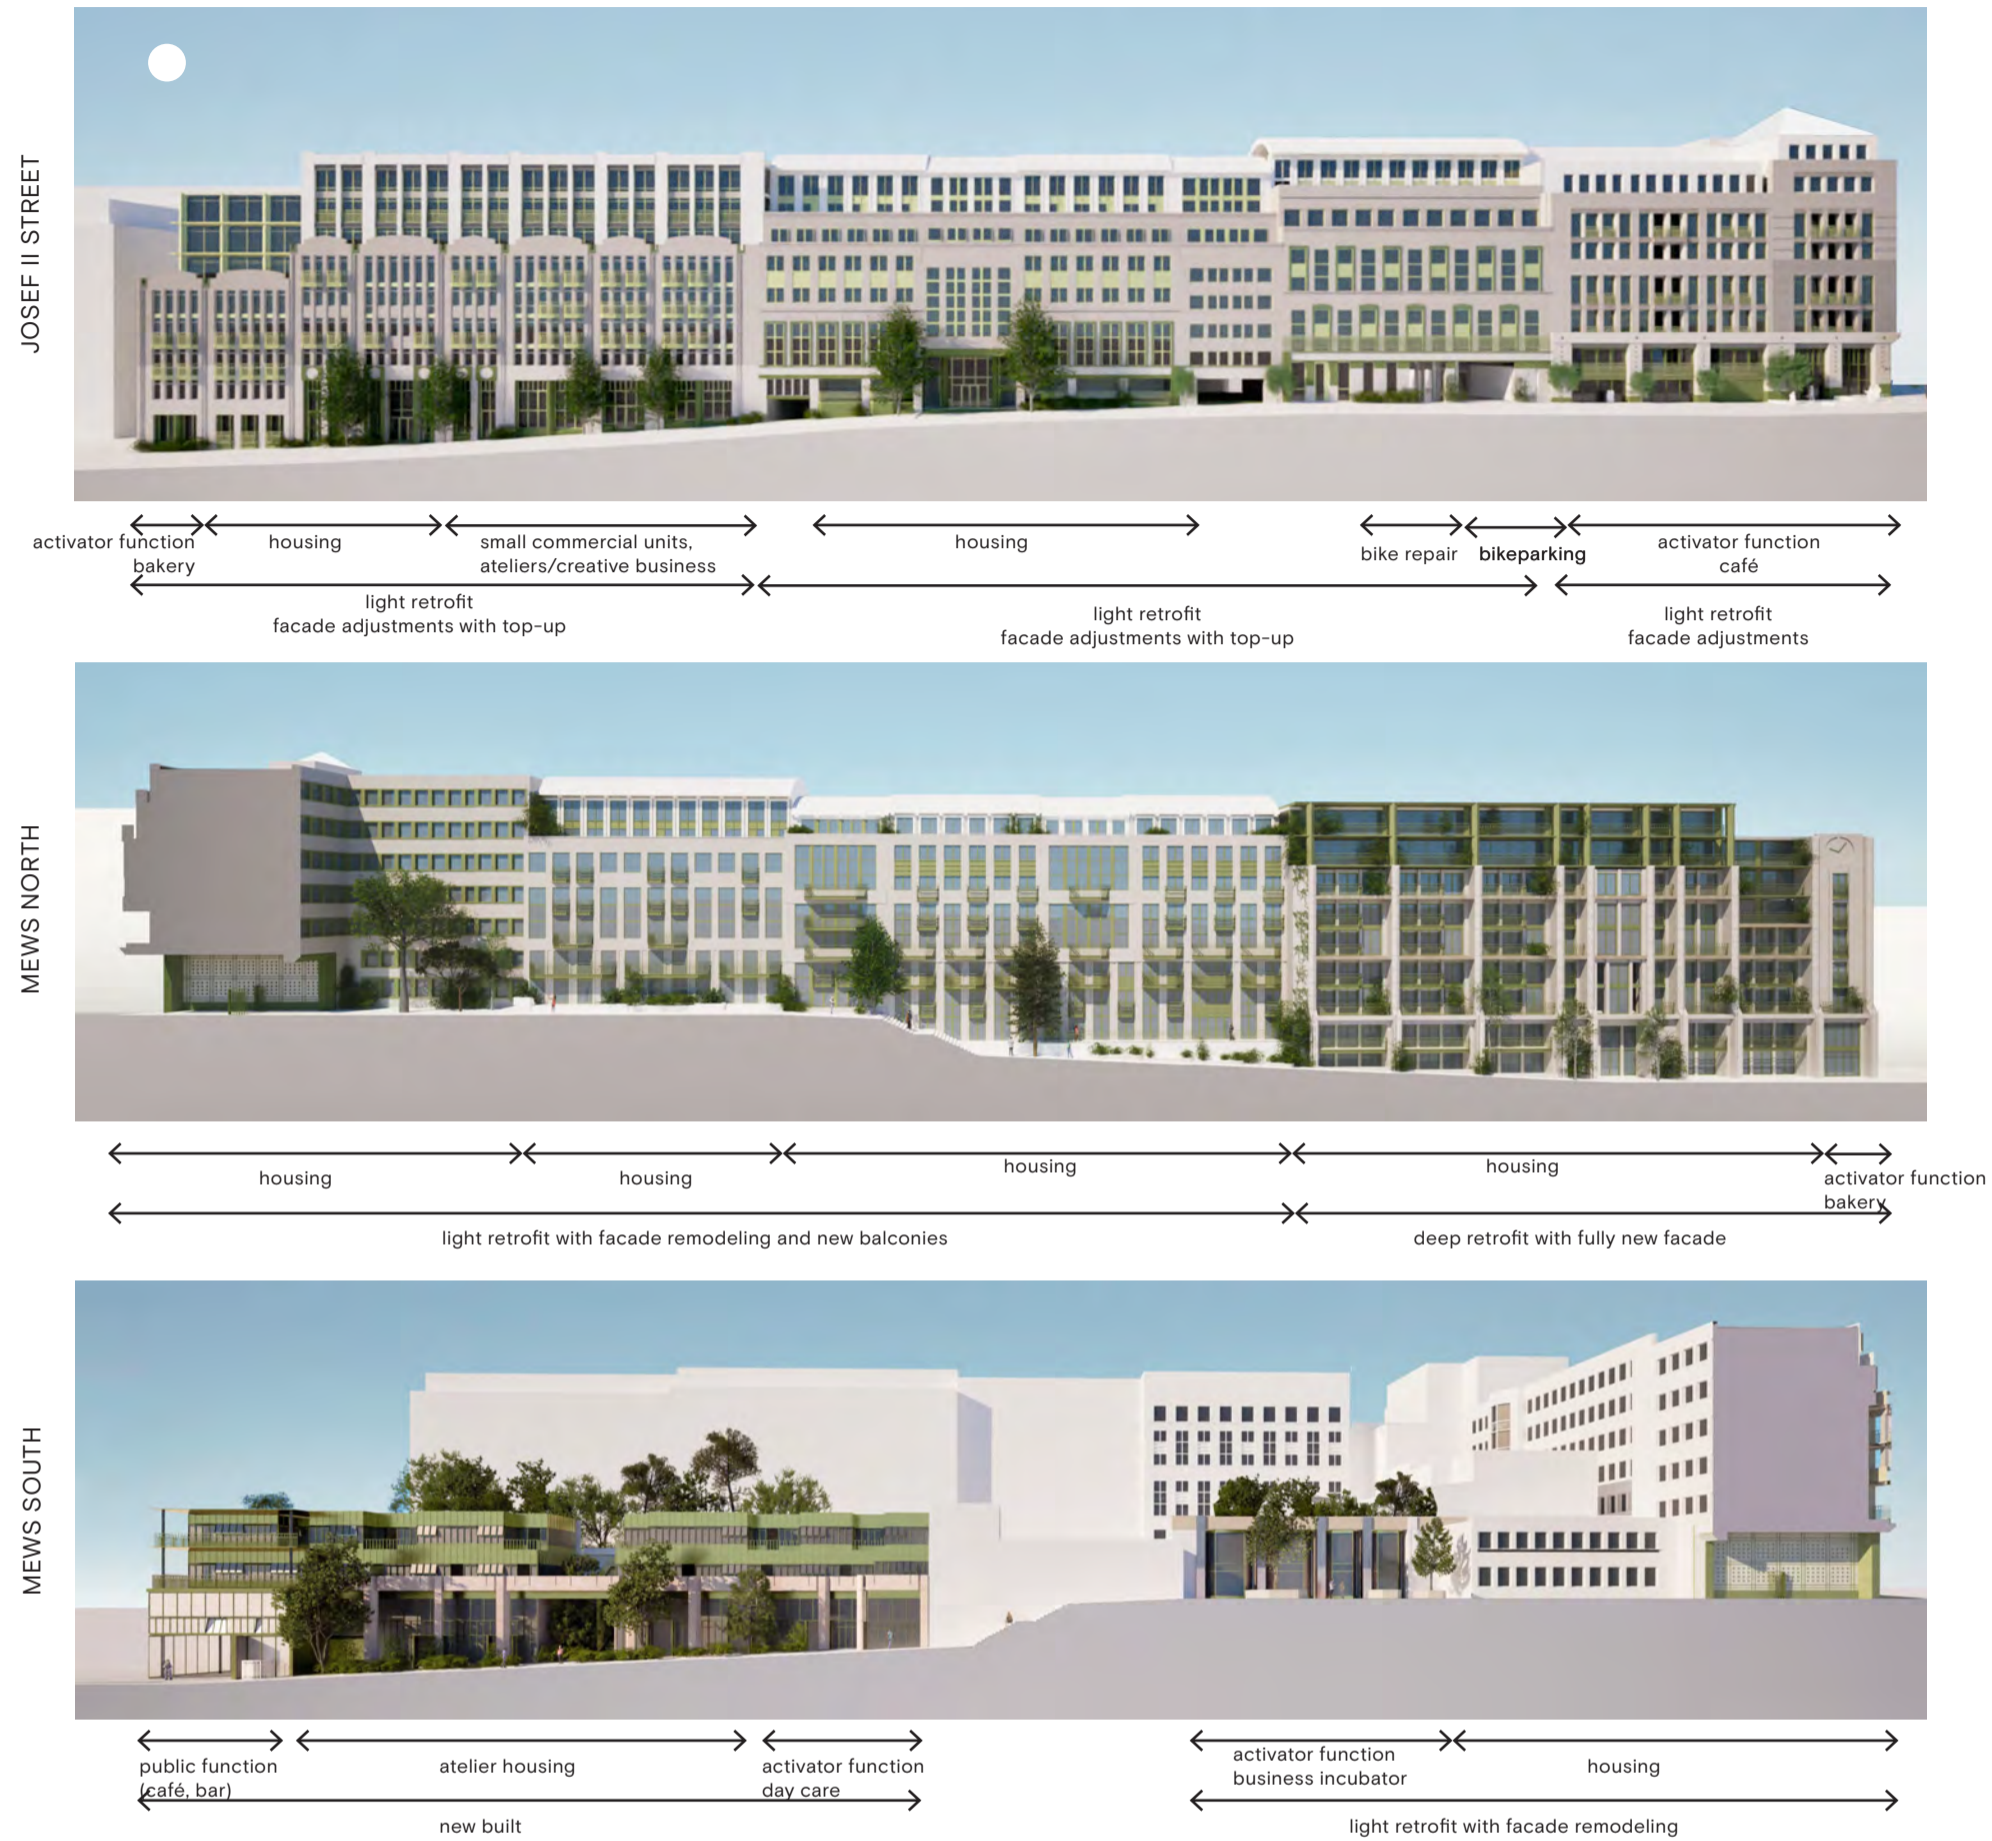 JOSEF II STREET
activator function
bakery
housing
small commercial units,
ateliers/creative business
housing
bike repair
bikeparking
activator function
café
light retrofit
facade adjustments with top-up
light retrofit
facade adjustments with top-up
light retrofit
facade adjustments
MEWS NORTH
housing
housing
housing
housing
activator function
bakery
light retrofit with facade remodeling and new balconies
deep retrofit with fully new facade
MEWS SOUTH
public function
(café, bar)
atelier housing
activator function
day care
activator function
business incubator
housing
new built
light retrofit with facade remodeling